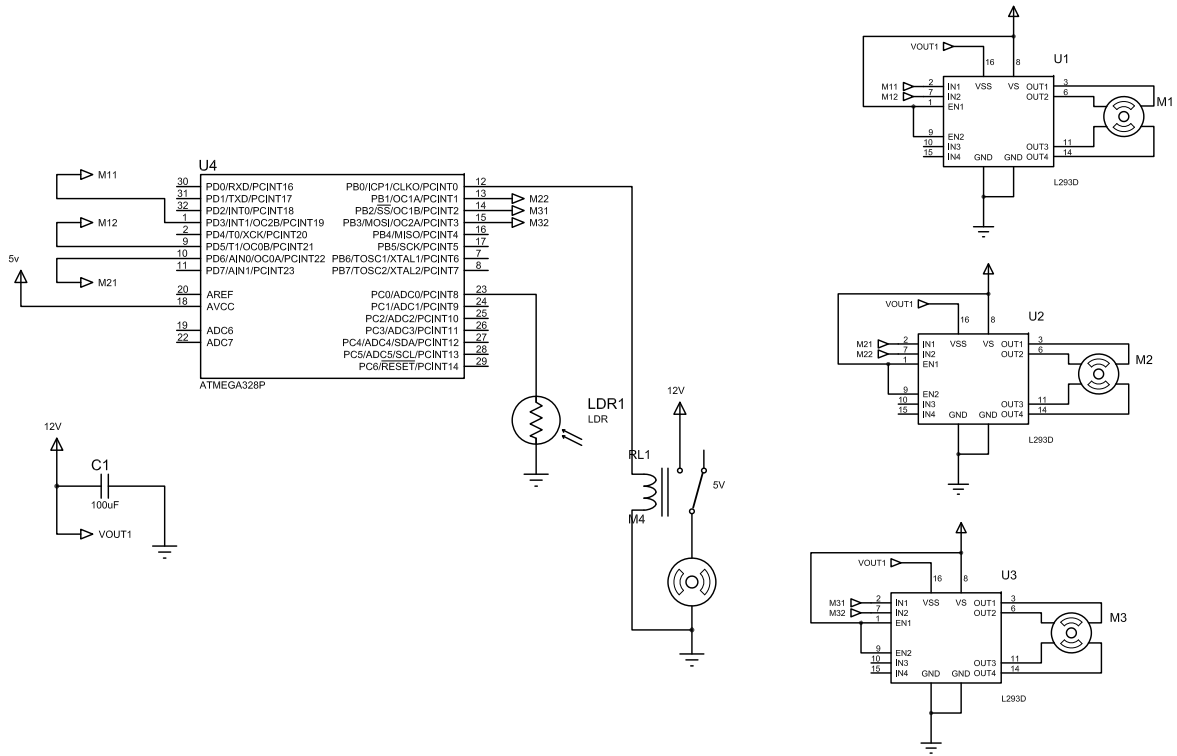 U4
M11
M12
M21
5v
30 PD0/RXD/PCINT16
31 PD1/TXD/PCINT17
32 PD2/INT0/PCINT18
1 PD3/INT1/OC2B/PCINT19
2 PD4/T0/XCK/PCINT20
9 PD5/T1/OC0B/PCINT21
10 PD6/AIN0/OC0A/PCINT22
11 PD7/AIN1/PCINT23
20 AREF
18 AVCC
19 ADC6
22 ADC7
PB0/ICP1/CLKO/PCINT0 12
PB1/OC1A/PCINT1 13 M22
PB2/SS/OC1B/PCINT2 14 M31
PB3/MOSI/OC2A/PCINT3 15 M32
PB4/MISO/PCINT4 16
PB5/SCK/PCINT5 17
PB6/TOSC1/XTAL1/PCINT6 7
PB7/TOSC2/XTAL2/PCINT7 8
PC0/ADC0/PCINT8 23
PC1/ADC1/PCINT9 24
PC2/ADC2/PCINT10 25
PC3/ADC3/PCINT11 26
PC4/ADC4/SDA/PCINT12 27
PC5/ADC5/SCL/PCINT13 28
PC6/RESET/PCINT14 29
ATMEGA328P
LDR1
LDR
12V
RL1
5V
M4
12V
C1
100uF
VOUT1
VOUT1
16 8
U1
M11 2 IN1 VSS VS OUT1 3
M12 7 IN2 OUT2 6
1 EN1
M1
9 EN2
10 IN3 OUT3 11
15 IN4 GND GND OUT4 14
L293D
VOUT1
16 8
U2
M21 2 IN1 VSS VS OUT1 3
M22 7 IN2 OUT2 6
1 EN1
M2
9 EN2
10 IN3 OUT3 11
15 IN4 GND GND OUT4 14
L293D
VOUT1
16 8
U3
M31 2 IN1 VSS VS OUT1 3
M32 7 IN2 OUT2 6
1 EN1
M3
9 EN2
10 IN3 OUT3 11
15 IN4 GND GND OUT4 14
L293D